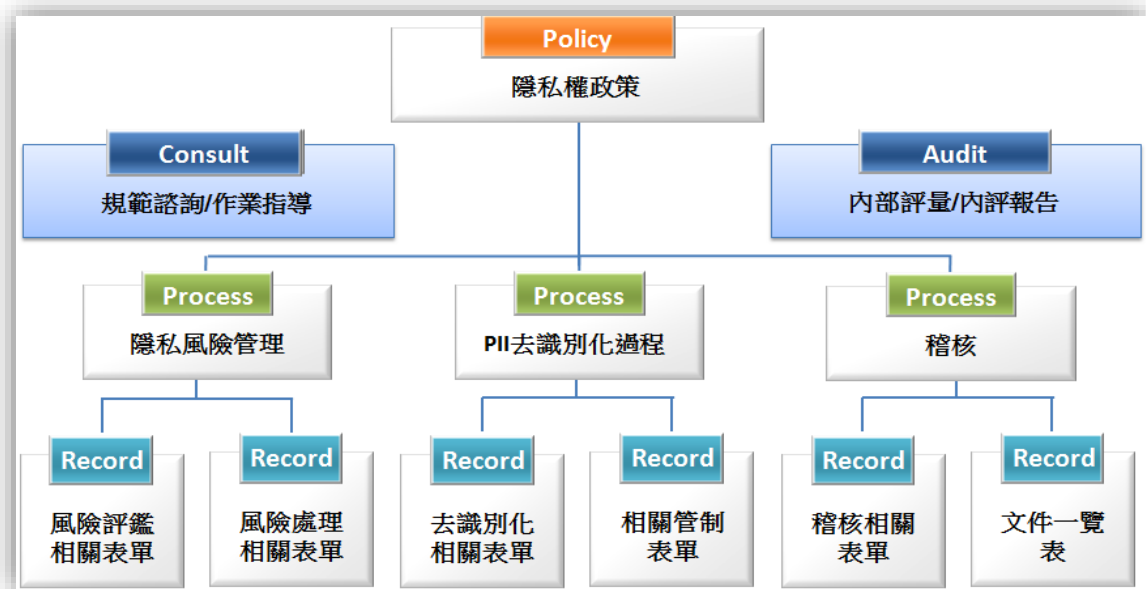 Policy
隱私權政策
Consult
規範諮詢/作業指導
Audit
內部評量/內評報告
Process
隱私風險管理
Process
PII去識別化過程
Process
稽核
Record
風險評鑑
相關表單
Record
風險處理
相關表單
Record
去識別化
相關表單
Record
相關管制
表單
Record
稽核相關
表單
Record
文件一覽
表